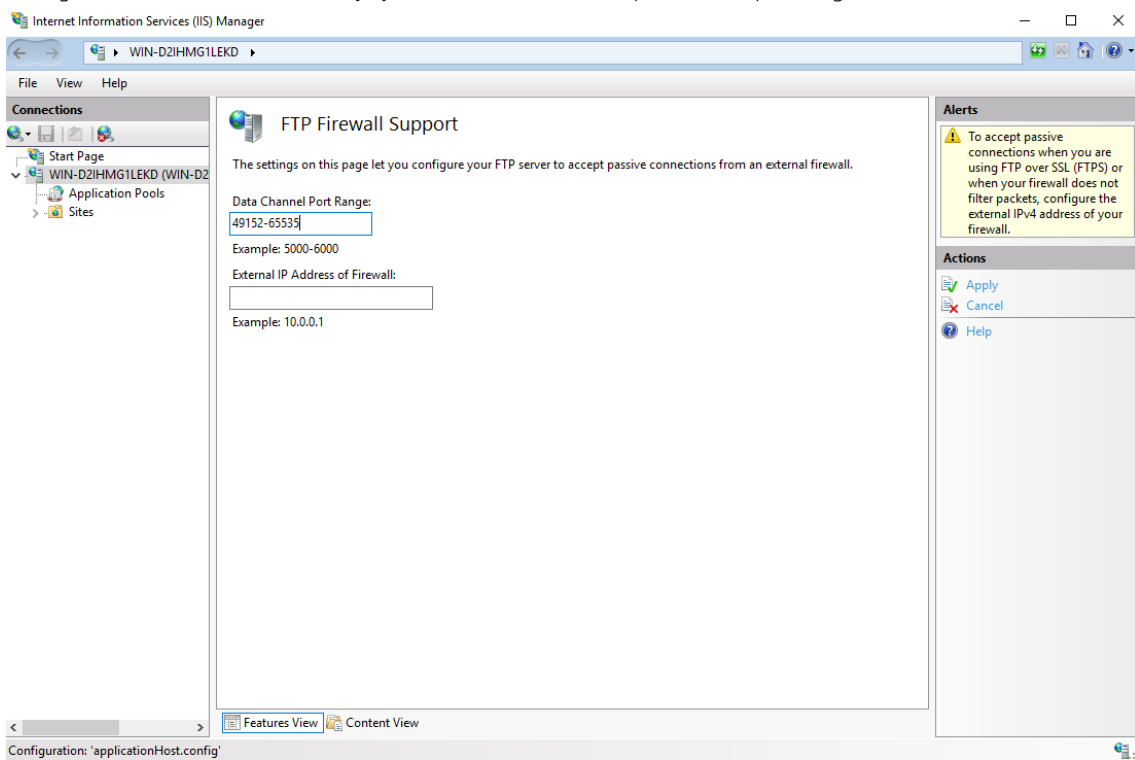 Internet Information Services (IIS) Manager
WIN-D2IHMG1LEKD
File View Help
Connections
Start Page
WIN-D2IHMG1LEKD (WIN-D2
Application Pools
Sites
FTP Firewall Support
The settings on this page let you configure your FTP server to accept passive connections from an external firewall.
Data Channel Port Range:
49152-65535
Example: 5000-6000
External IP Address of Firewall:
Example: 10.0.0.1
Features View Content View
Alerts
To accept passive
connections when you are
using FTP over SSL (FTPS) or
when your firewall does not
filter packets, configure the
external IPv4 address of your
firewall.
Actions
Apply
Cancel
Help
Configuration: 'applicationHost.config'